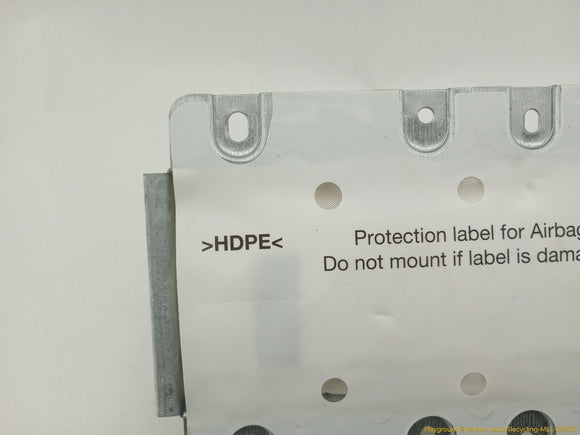 >HDPE<
Protection label for Airbag
Do not mount if label is dama